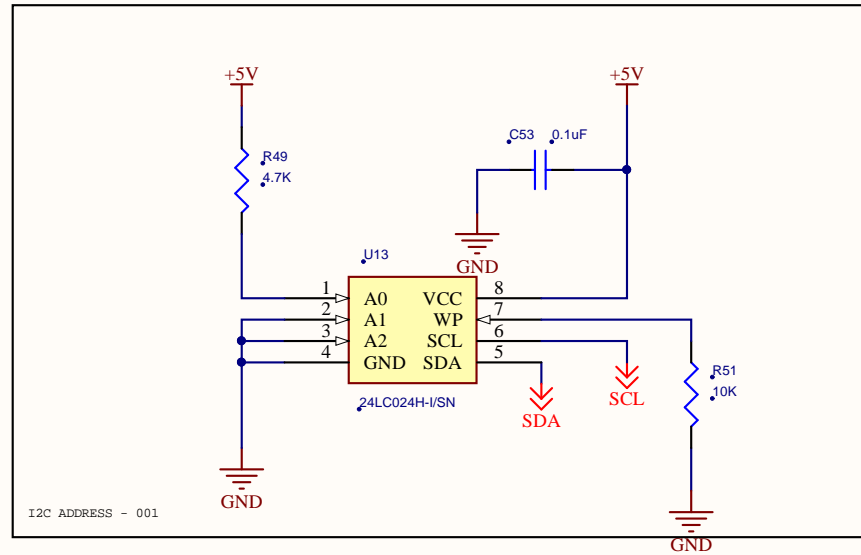 +5V
+5V
C53 0.1uF
R49
4.7K
GND
U13
1 A0 VCC 8
2 A1 WP 7
3 A2 SCL 6
4 GND SDA 5
R51
10K
24LC024H-I/SN
SDA
SCL
GND
I2C ADDRESS - 001
GND